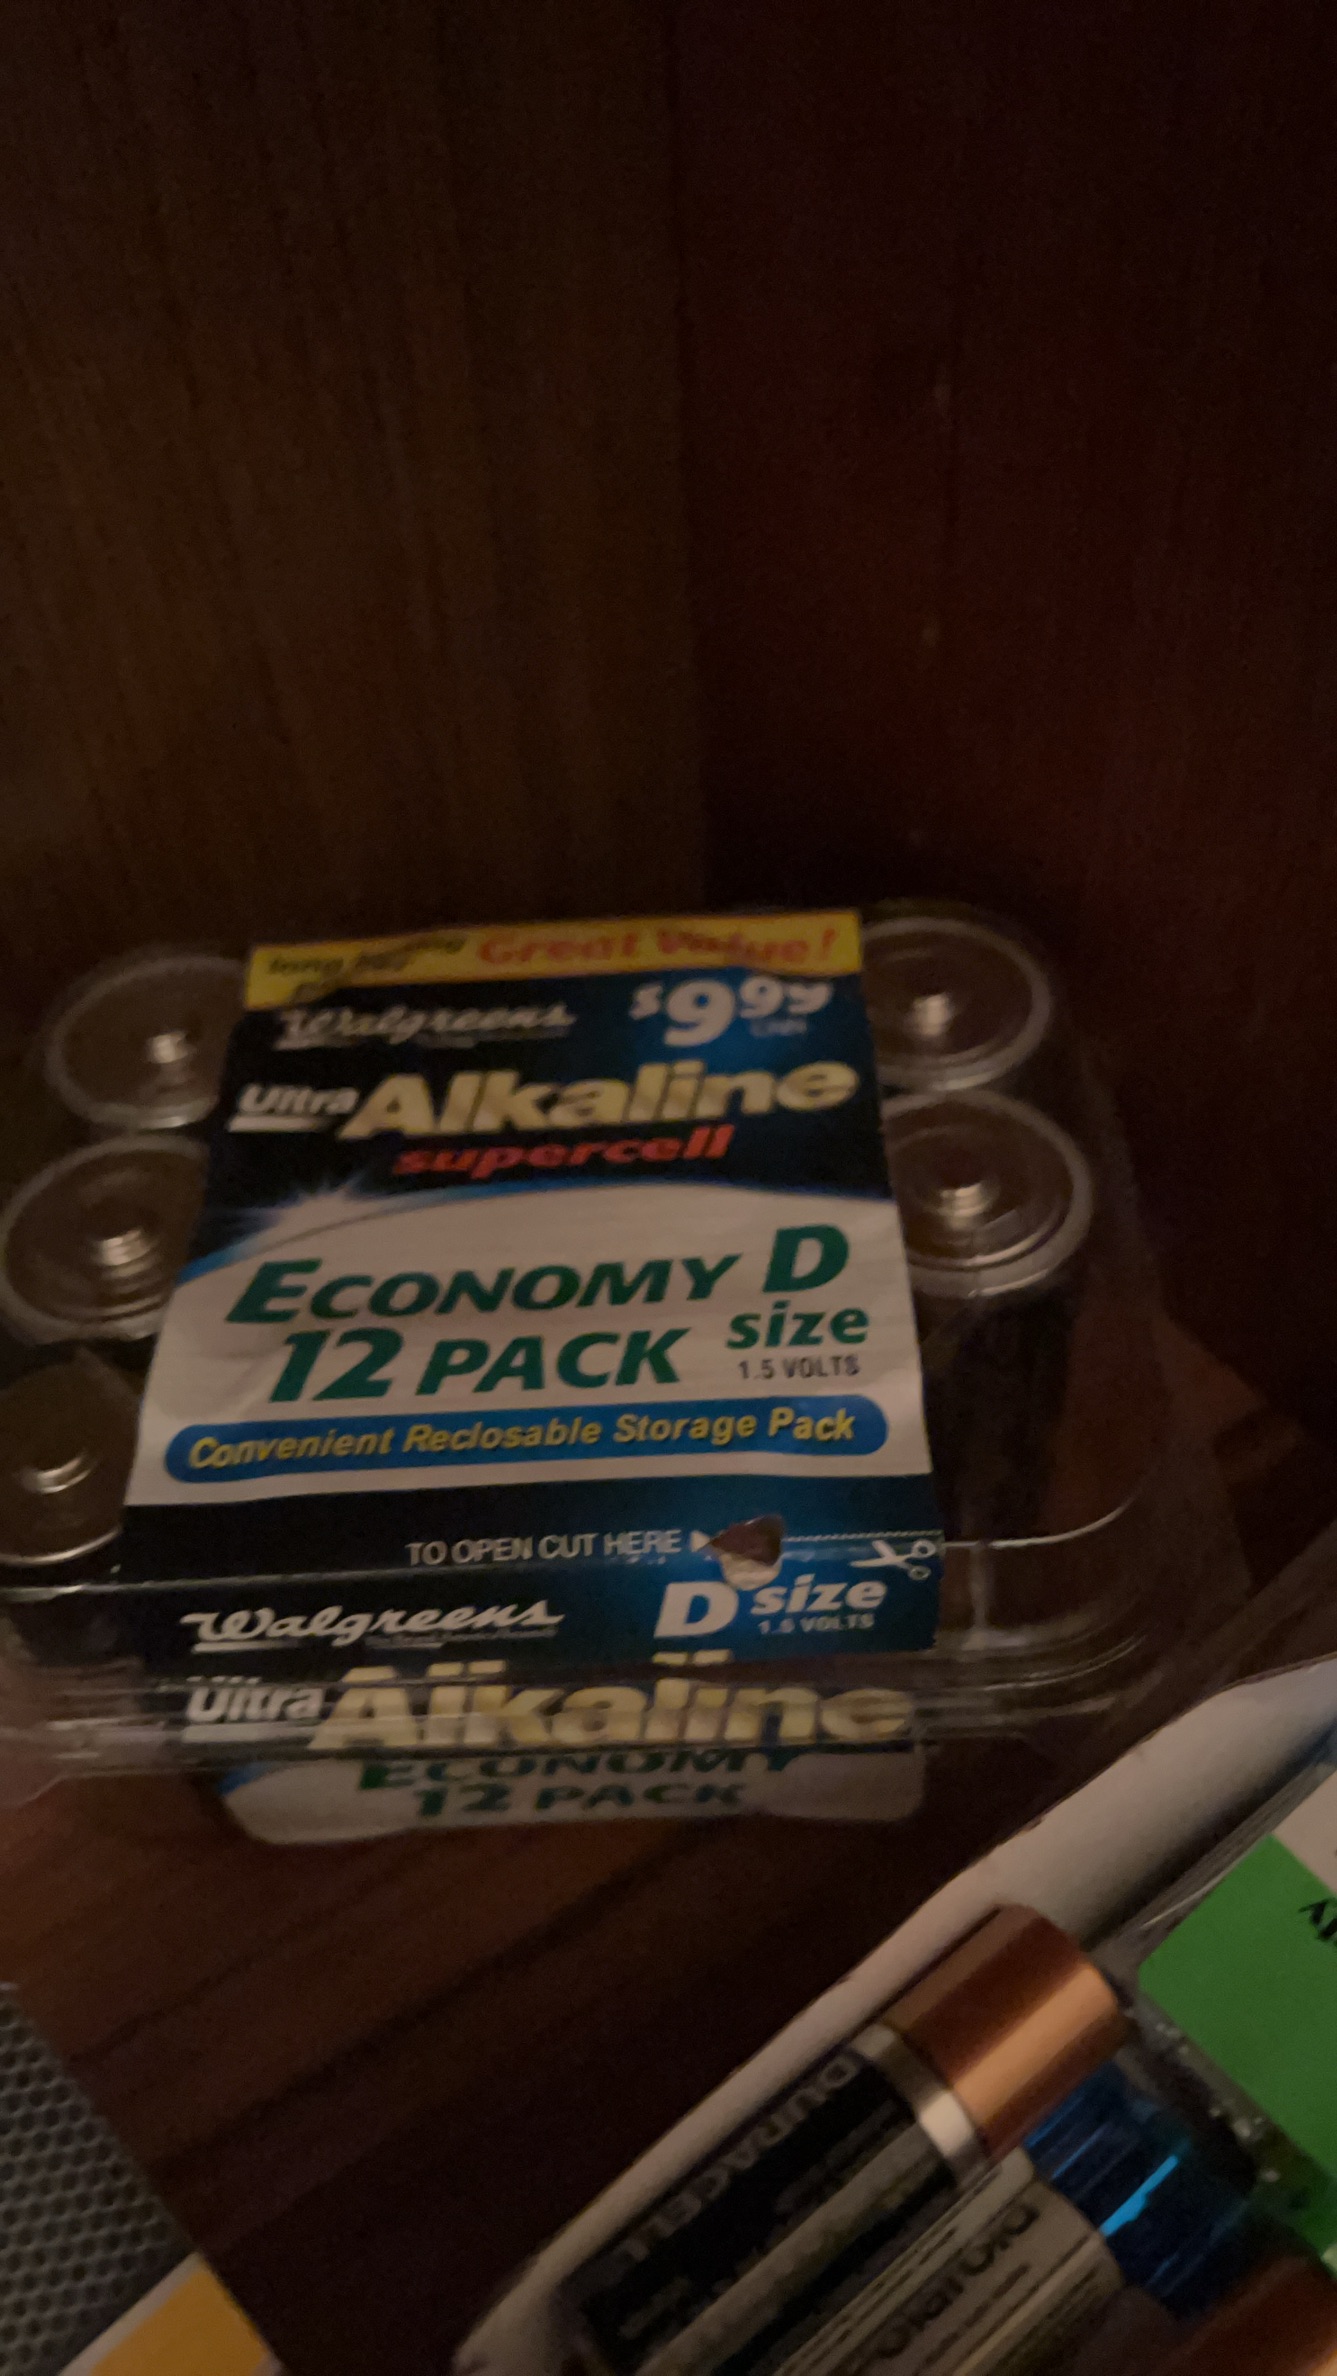 Great Value!
Walgreens
$9.99
Ultra Alkaline
supercell
ECONOMY D
12 PACK size
1.5 VOLTS
Convenient Reclosable Storage Pack
TO OPEN CUT HERE
Walgreens
D size
1.5 VOLTS
Ultra Alkaline
ECONOMY
12 PACK
DURACELL